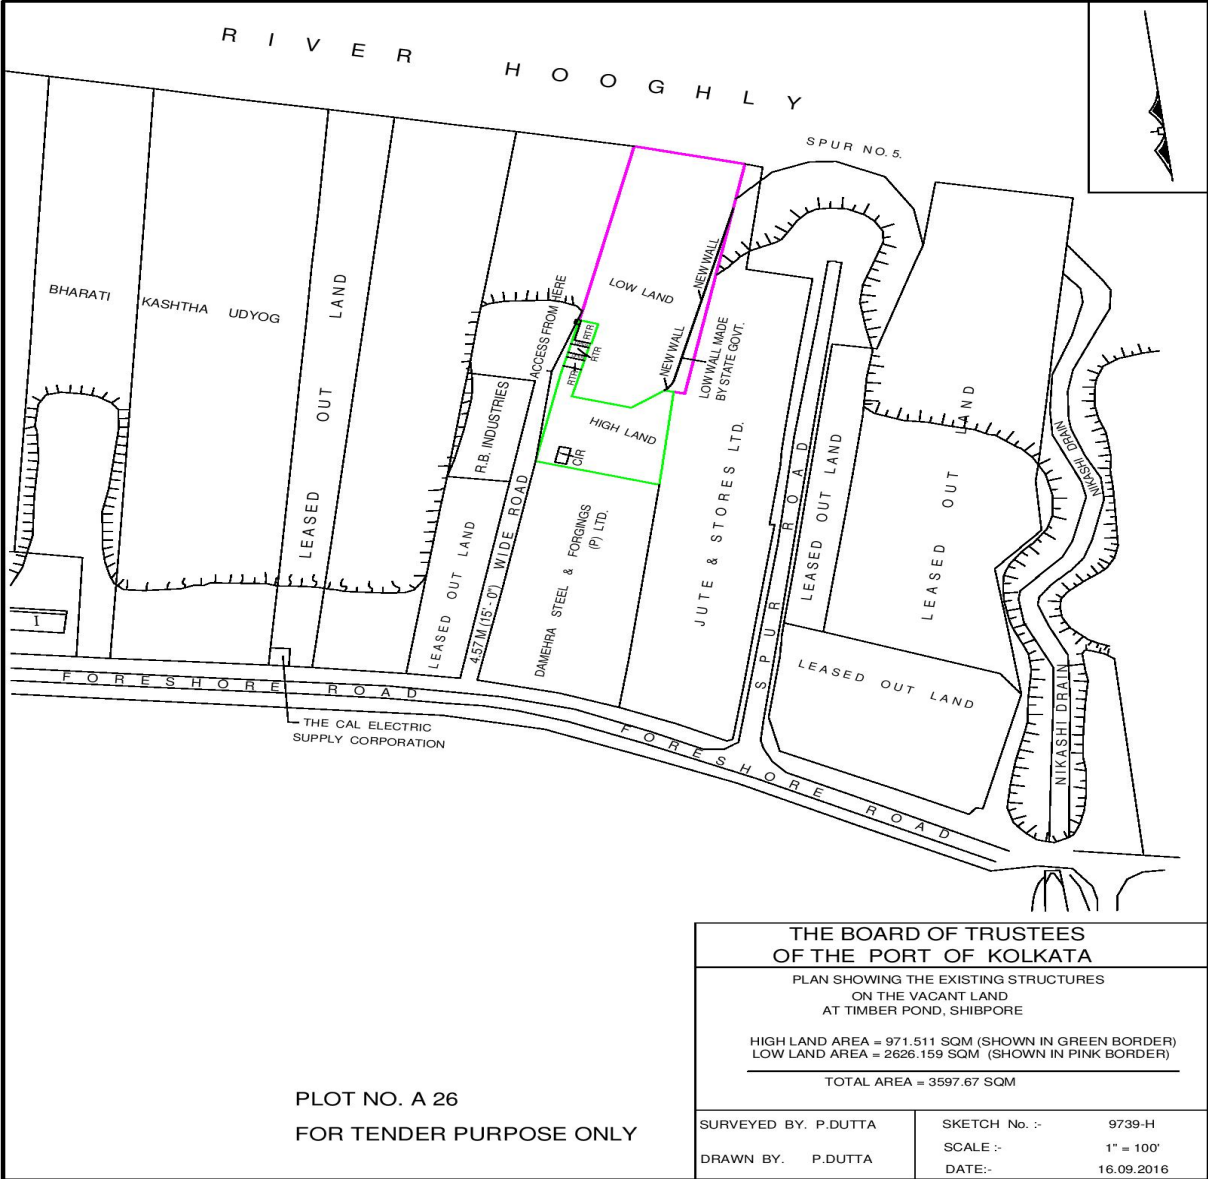 RIVER HOOGHLY
SPUR NO. 5.
BHARATI KASHTHA UDYOG
LEASED OUT LAND
ACCESS FROM HERE
LOW LAND
NEW WALL
NEW WALL
RTR
RTR
RTR
LOW WALL MADE
BY STATE GOVT.
HIGH LAND
C/R
R.B. INDUSTRIES
LEASED OUT LAND
4.57 M (15'- 0") WIDE ROAD
DAMEHRA STEEL & FORGINGS
(P) LTD.
JUTE & STORES LTD.
SPUR ROAD
LEASED OUT LAND
LEASED OUT LAND
LEASED OUT LAND
NIKASHI DRAIN
NIKASHI DRAIN
I
FORESHORE ROAD
FORESHORE ROAD
THE CAL ELECTRIC
SUPPLY CORPORATION
PLOT NO. A 26
FOR TENDER PURPOSE ONLY
THE BOARD OF TRUSTEES
OF THE PORT OF KOLKATA
PLAN SHOWING THE EXISTING STRUCTURES
ON THE VACANT LAND
AT TIMBER POND, SHIBPORE
HIGH LAND AREA = 971.511 SQM (SHOWN IN GREEN BORDER)
LOW LAND AREA = 2626.159 SQM (SHOWN IN PINK BORDER)
TOTAL AREA = 3597.67 SQM
SURVEYED BY. P.DUTTA
DRAWN BY. P.DUTTA
SKETCH No. :- 9739-H
SCALE :- 1" = 100'
DATE:- 16.09.2016